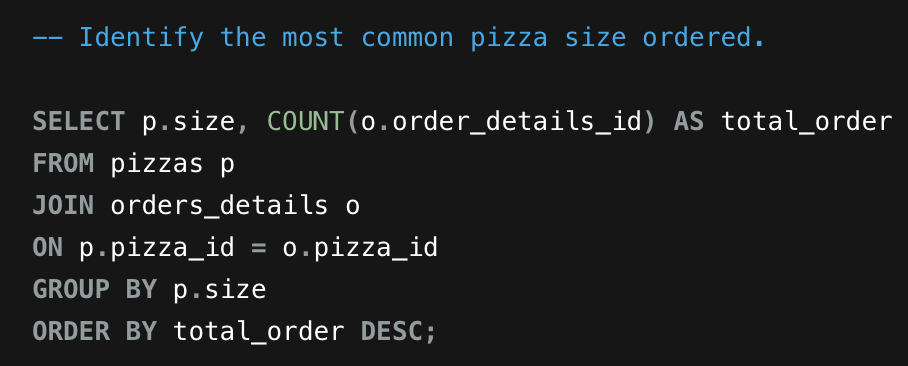 -- Identify the most common pizza size ordered.
SELECT p.size, COUNT(o.order_details_id) AS total_order
FROM pizzas p
JOIN orders_details o
ON p.pizza_id = o.pizza_id
GROUP BY p.size
ORDER BY total_order DESC;